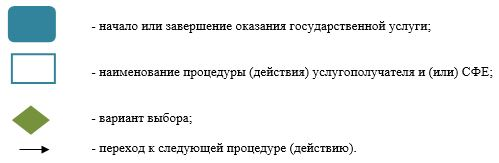 - начало или завершение оказания государственной услуги;
- наименование процедуры (действия) услугополучателя и (или) СФЕ;
- вариант выбора;
- переход к следующей процедуре (действию).